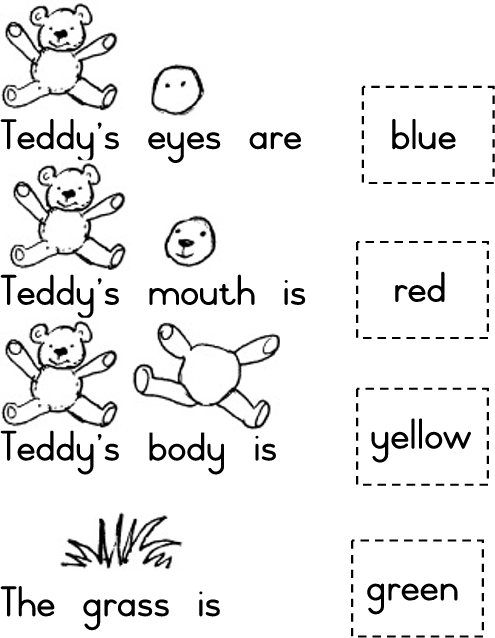 Teddy's eyes are blue
Teddy's mouth is red
Teddy's body is yellow
The grass is green